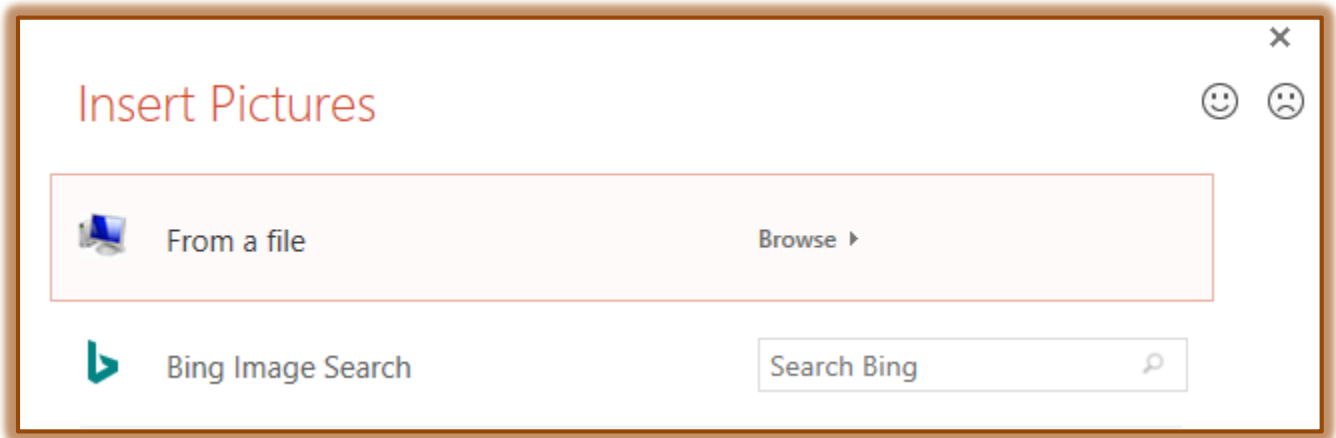 Insert Pictures
From a file
Browse
Bing Image Search
Search Bing